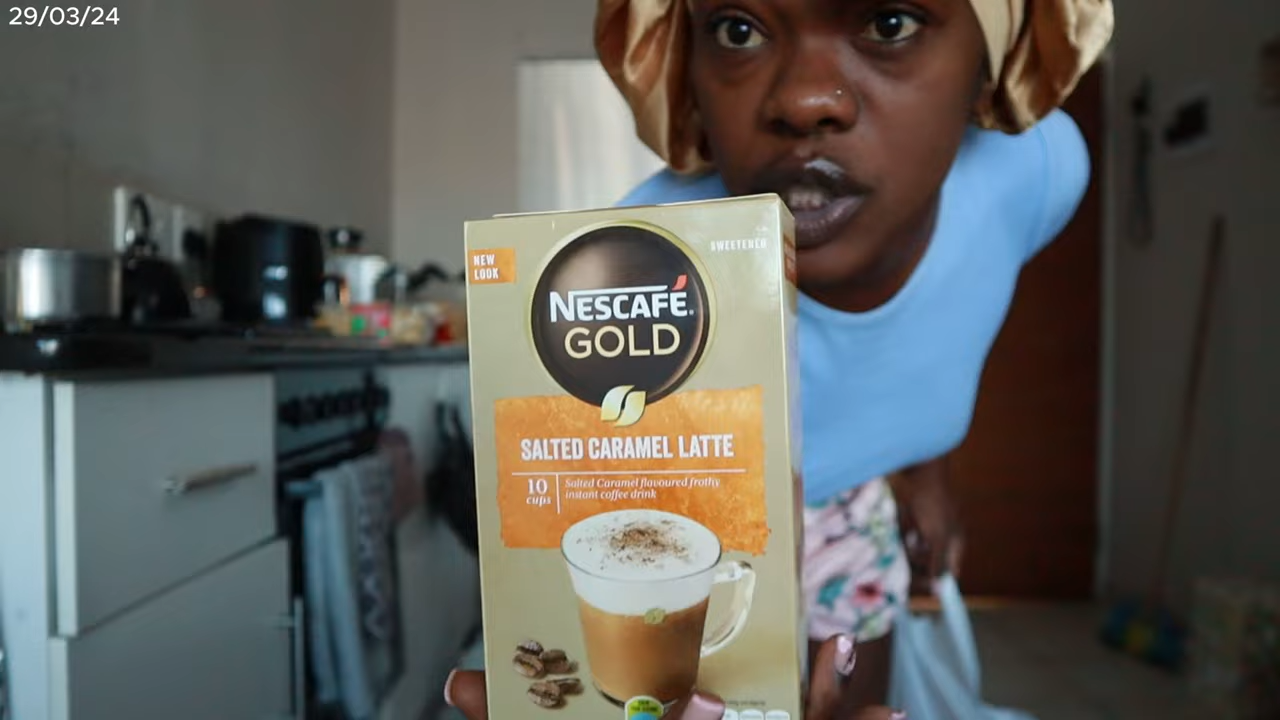 29/03/24
SWEETENED
NEW
LOOK
NESCAFÉ
GOLD
SALTED CARAMEL LATTE
10
cups
Salted Caramel flavoured frothy
instant coffee drink